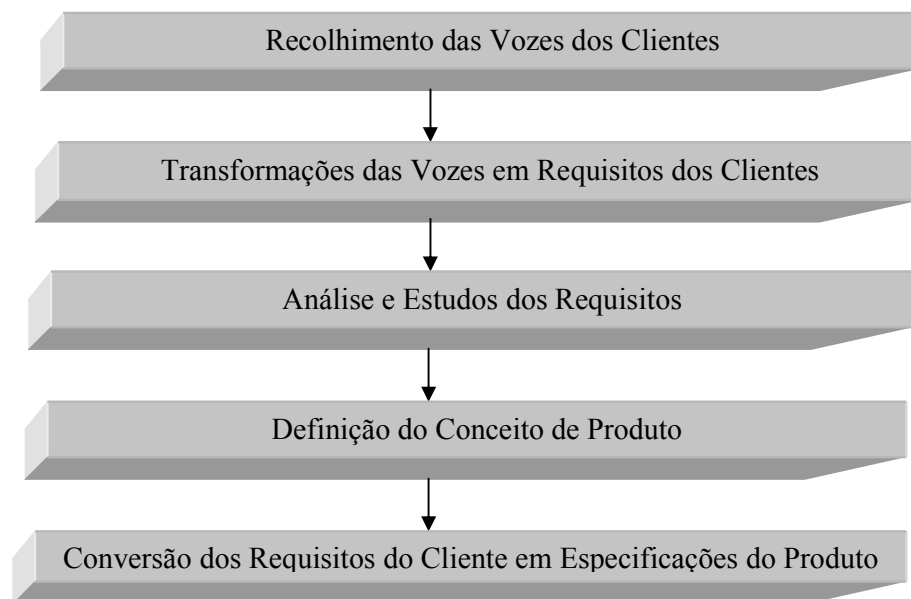 Recolhimento das Vozes dos Clientes
Transformações das Vozes em Requisitos dos Clientes
Análise e Estudos dos Requisitos
Definição do Conceito de Produto
Conversão dos Requisitos do Cliente em Especificações do Produto